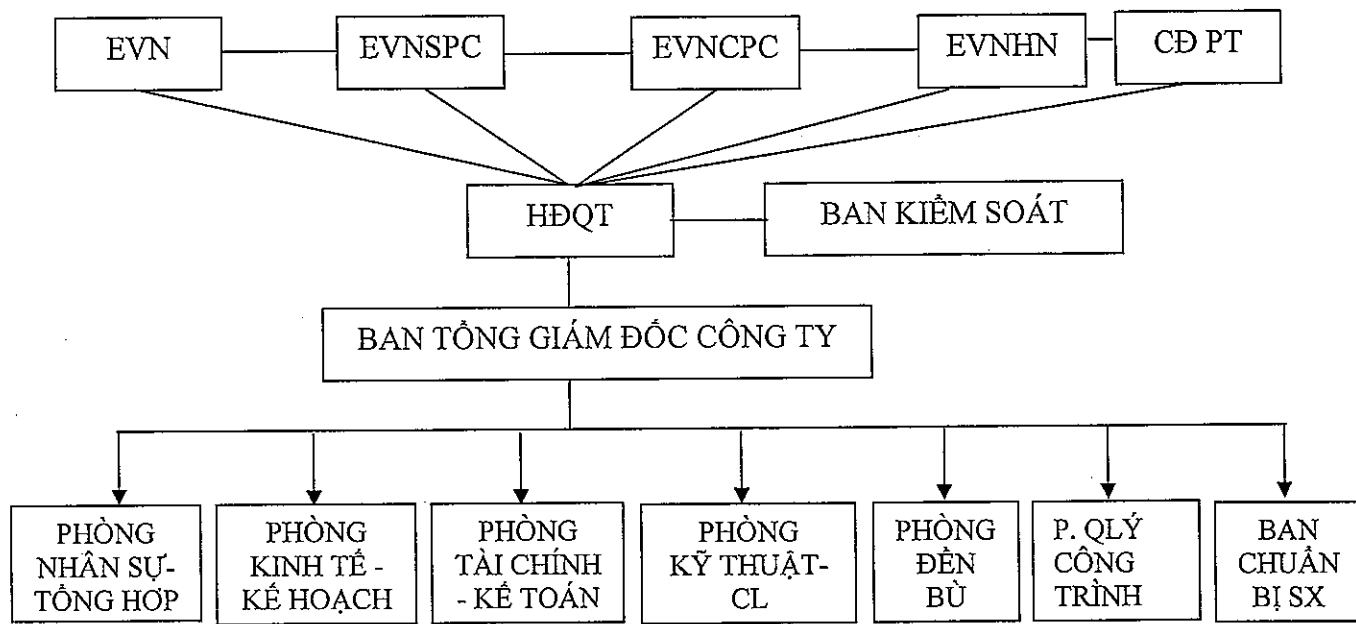 EVN
EVNSPC
EVNCPC
EVNHN
CĐ PT
HĐQT
BAN KIỂM SOÁT
BAN TỔNG GIÁM ĐỐC CÔNG TY
PHÒNG
NHÂN SỰ-
TỔNG HỢP
PHÒNG
KINH TẾ -
KẾ HOẠCH
PHÒNG
TÀI CHÍNH
- KẾ TOÁN
PHÒNG
KỸ THUẬT-
CL
PHÒNG
ĐỀN
BÙ
P. QLÝ
CÔNG
TRÌNH
BAN
CHUẨN
BỊ SX